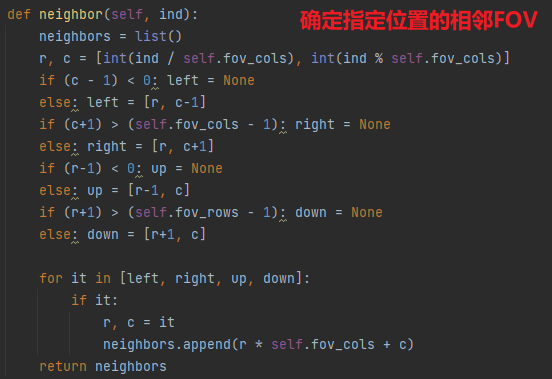 def neighbor(self, ind):
确定指定位置的相邻FOV
    neighbors = list()
    r, c = [int(ind / self.fov_cols), int(ind % self.fov_cols)]
    if (c - 1) < 0: left = None
    else: left = [r, c-1]
    if (c+1) > (self.fov_cols - 1): right = None
    else: right = [r, c+1]
    if (r-1) < 0: up = None
    else: up = [r-1, c]
    if (r+1) > (self.fov_rows - 1): down = None
    else: down = [r+1, c]

    for it in [left, right, up, down]:
        if it:
            r, c = it
            neighbors.append(r * self.fov_cols + c)
    return neighbors